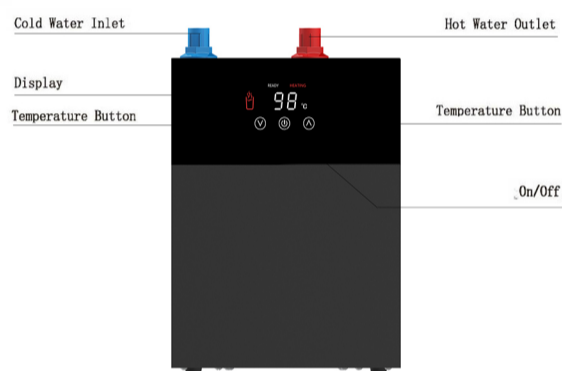 Cold Water Inlet
Hot Water Outlet
Display
READY HEATING
98 °C
Temperature Button
Temperature Button
On/Off